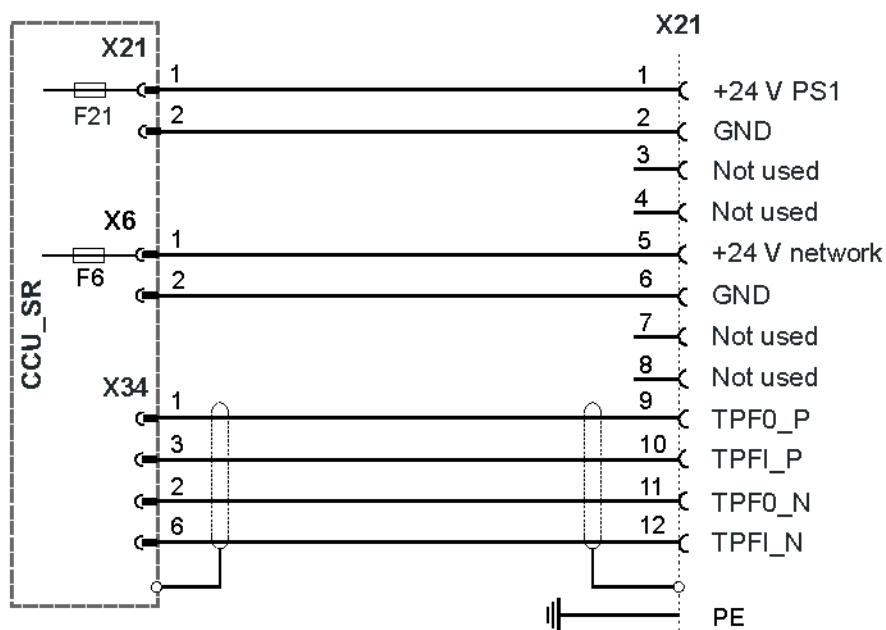 X21
X21
1 1 +24 V PS1
F21
2 2 GND
3 Not used
4 Not used
X6
1 5 +24 V network
F6
2 6 GND
7 Not used
CCU_SR
8 Not used
X34
1 9 TPF0_P
3 10 TPFI_P
2 11 TPF0_N
6 12 TPFI_N
PE